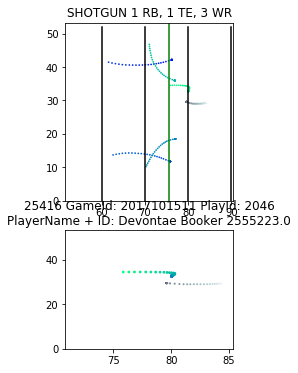 SHOTGUN 1 RB, 1 TE, 3 WR
50
40
30
20
10
0
60 70 80 90
25416 GameId: 2017101511 PlayId: 2046
PlayerName + ID: Devontae Booker 2555223.0
40
20
0
75 80 85